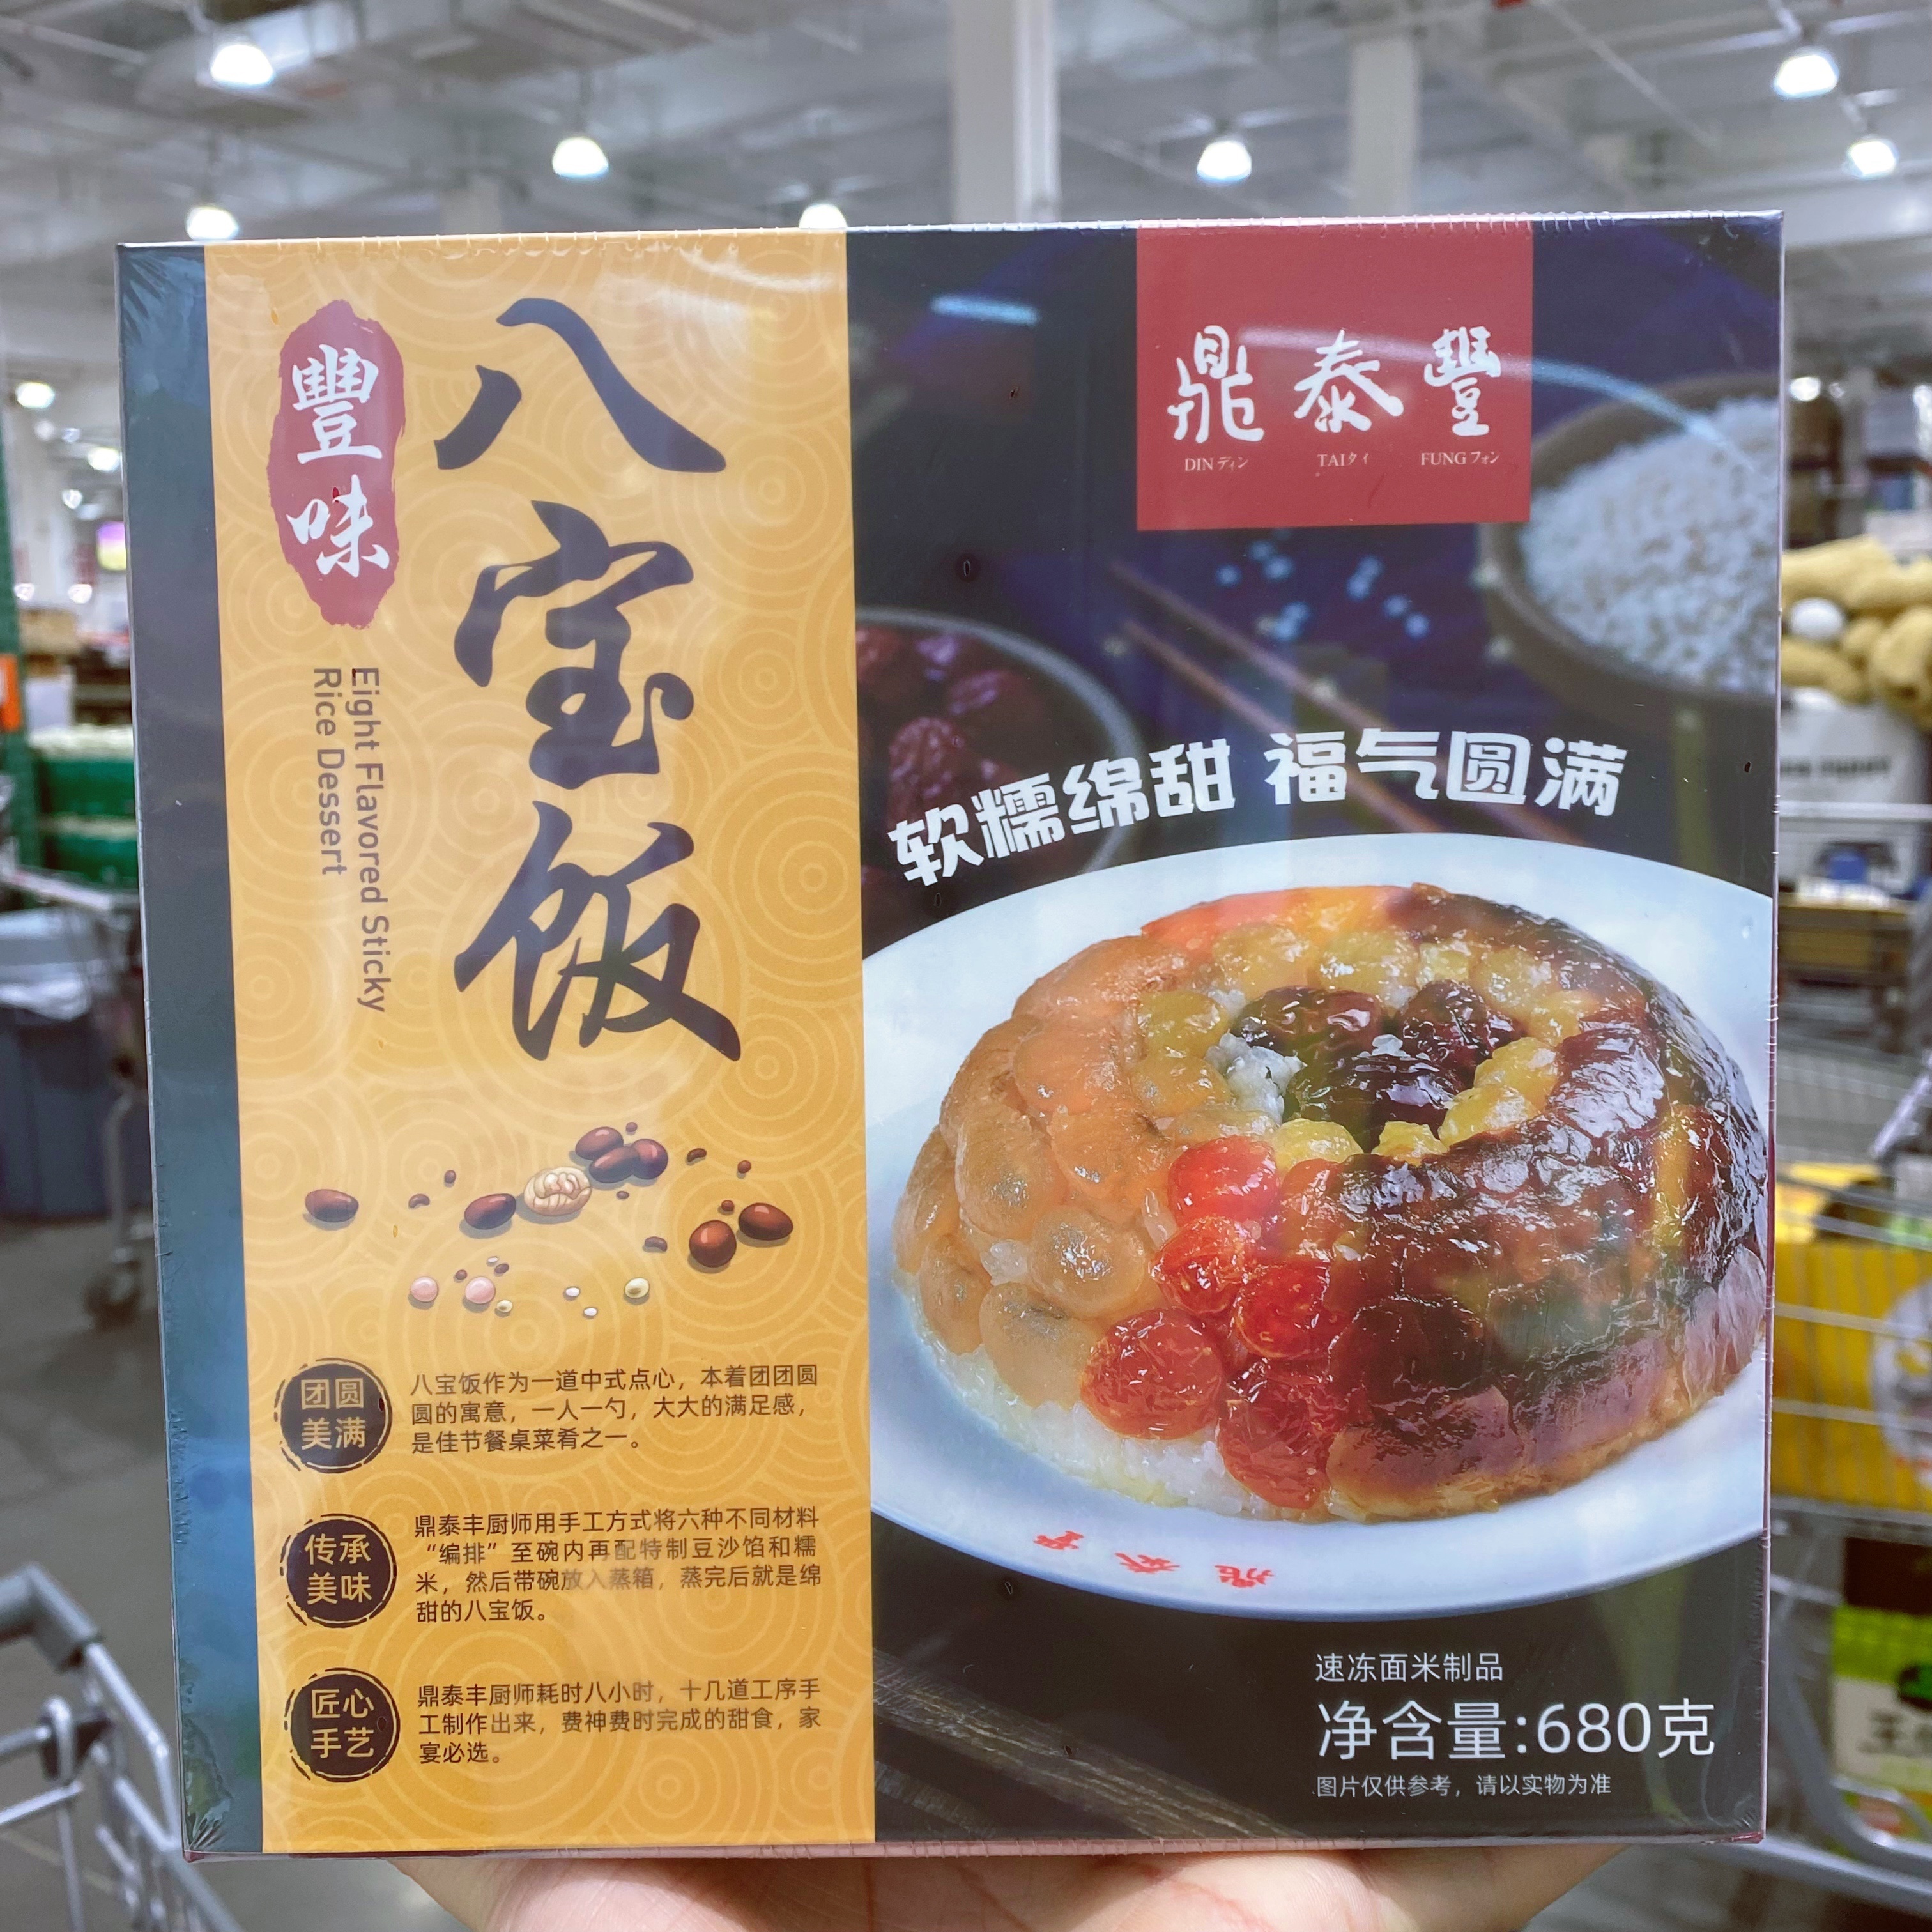 豐味
八宝饭
Eight Flavored Sticky
Rice Dessert
鼎泰豐
DIN ディン TAI タイ FUNG フォン
软糯绵甜 福气圆满
团圆
美满
八宝饭作为一道中式点心，本着团团圆
圆的寓意，一人一勺，大大的满足感，
是佳节餐桌菜肴之一。
传承
美味
鼎泰丰厨师用手工方式将六种不同材料
“编排”至碗内再配特制豆沙馅和糯
米，然后带碗放入蒸箱，蒸完后就是绵
甜的八宝饭。
匠心
手艺
鼎泰丰厨师耗时八小时，十几道工序手
工制作出来，费神费时完成的甜食，家
宴必选。
速冻面米制品
净含量:680克
图片仅供参考，请以实物为准